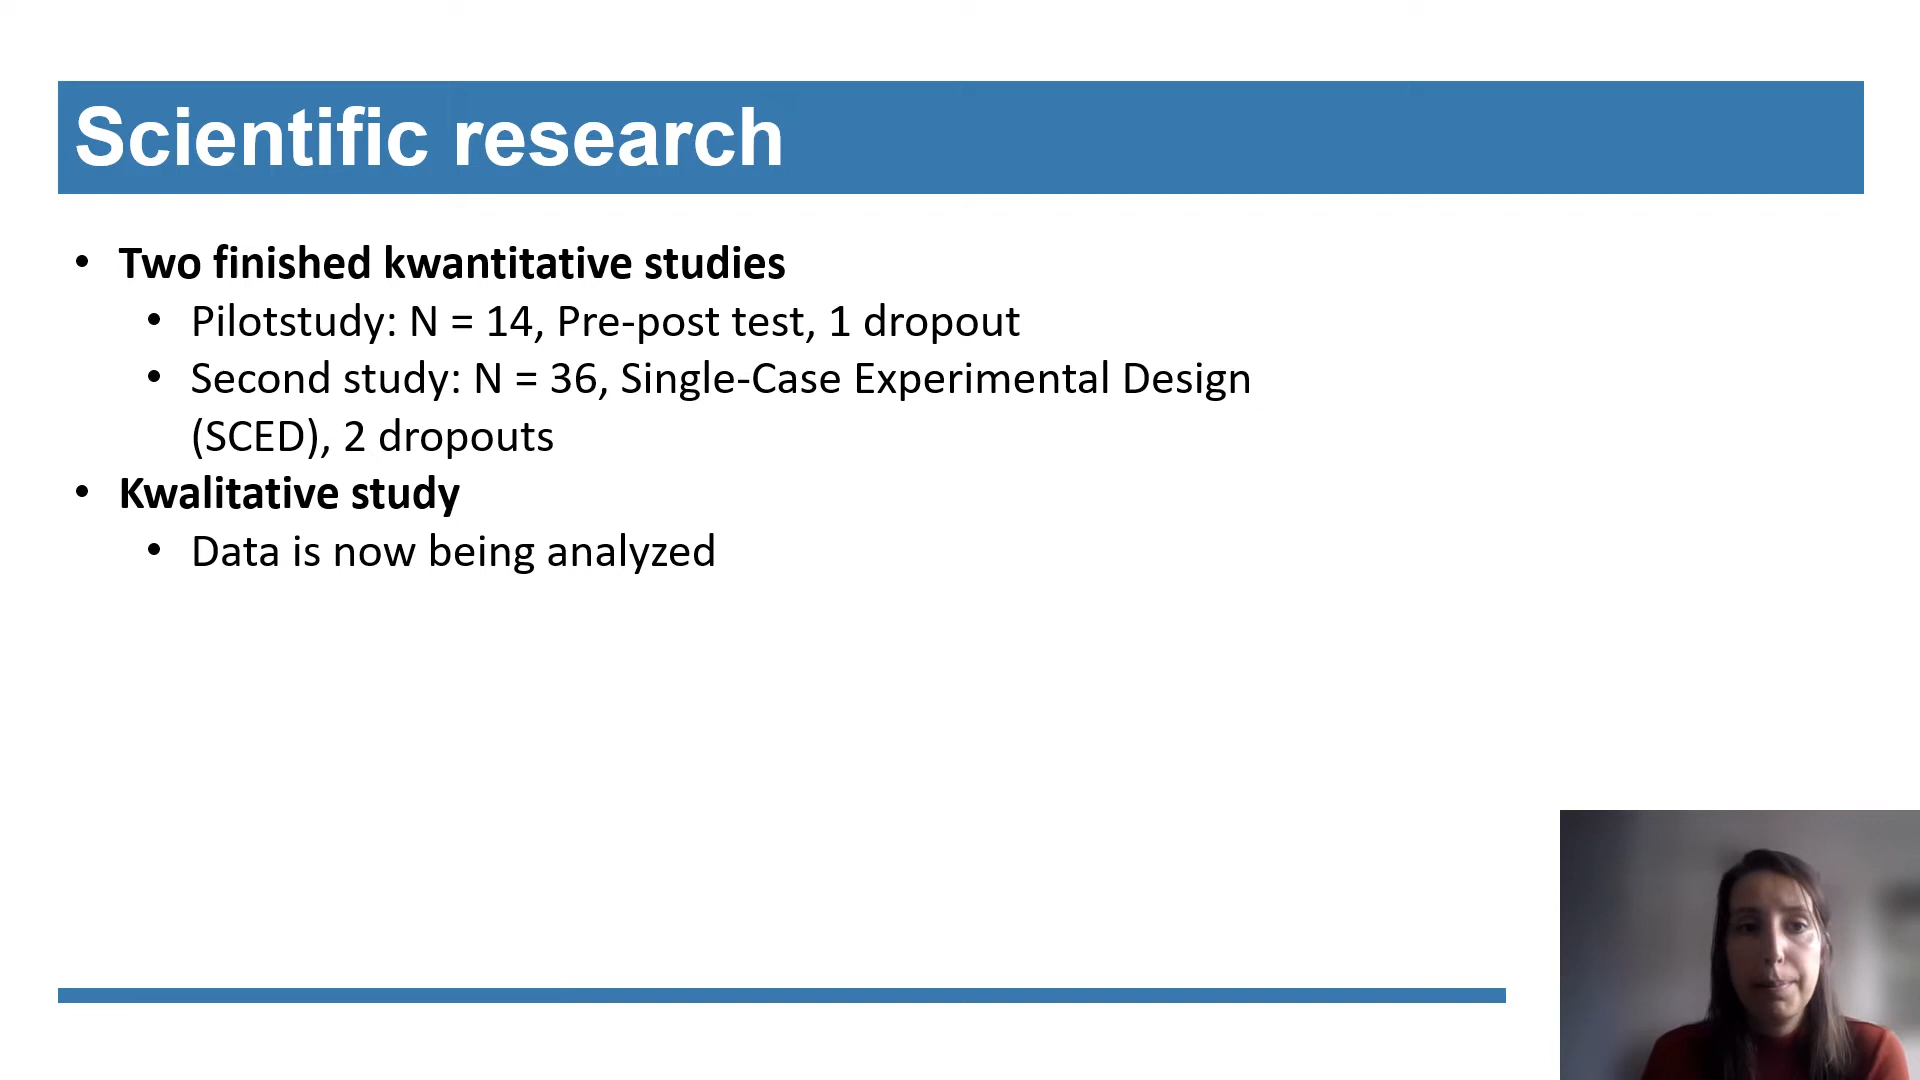 Scientific research
• Two finished kwantitative studies
• Pilotstudy: N = 14, Pre-post test, 1 dropout
• Second study: N = 36, Single-Case Experimental Design
(SCED), 2 dropouts
• Kwalitative study
• Data is now being analyzed